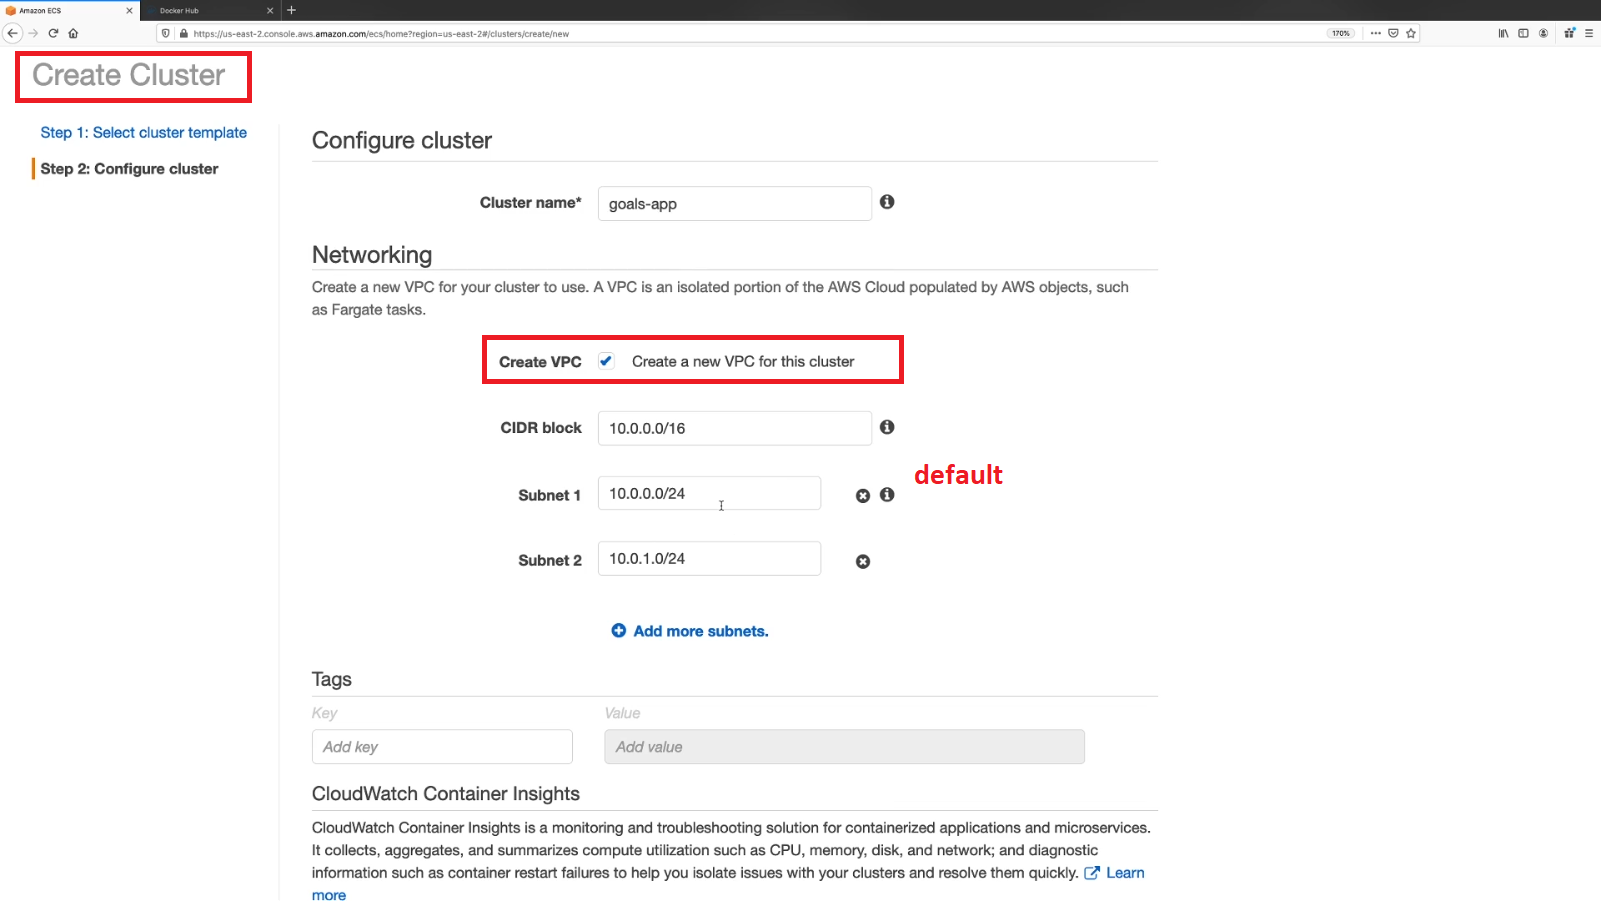 Amazon ECS
Docker Hub
https://us-east-2.console.aws.amazon.com/ecs/home?region=us-east-2#/clusters/create/new
170%
Create Cluster
Step 1: Select cluster template
Step 2: Configure cluster
Configure cluster
Cluster name*
goals-app
Networking
Create a new VPC for your cluster to use. A VPC is an isolated portion of the AWS Cloud populated by AWS objects, such
as Fargate tasks.
Create VPC
Create a new VPC for this cluster
CIDR block
10.0.0.0/16
default
Subnet 1
10.0.0.0/24
Subnet 2
10.0.1.0/24
Add more subnets.
Tags
Key
Value
Add key
Add value
CloudWatch Container Insights
CloudWatch Container Insights is a monitoring and troubleshooting solution for containerized applications and microservices.
It collects, aggregates, and summarizes compute utilization such as CPU, memory, disk, and network; and diagnostic
information such as container restart failures to help you isolate issues with your clusters and resolve them quickly. Learn
more